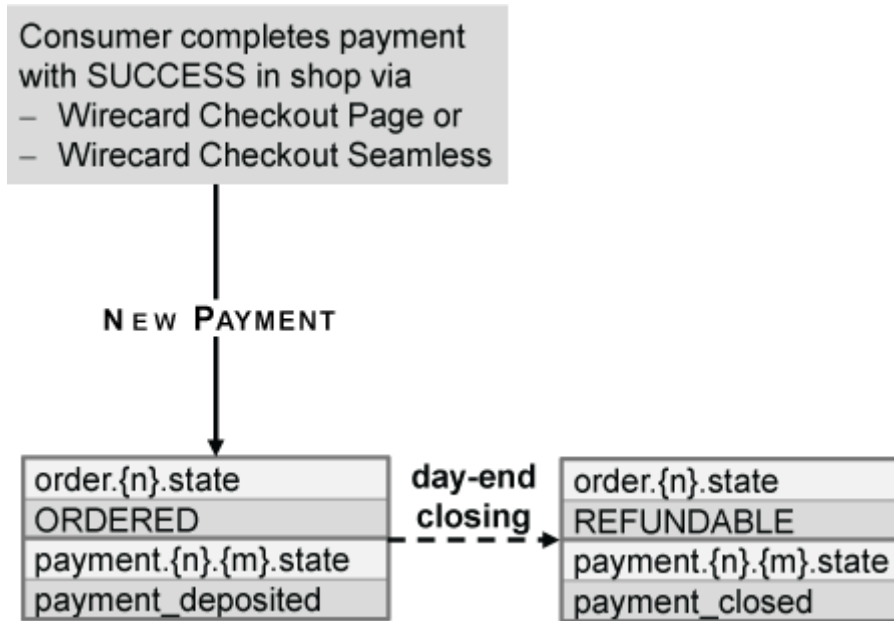 Consumer completes payment
with SUCCESS in shop via
– Wirecard Checkout Page or
– Wirecard Checkout Seamless
NEW PAYMENT
order.{n}.state
ORDERED
payment.{n}.{m}.state
payment_deposited
day-end
closing
order.{n}.state
REFUNDABLE
payment.{n}.{m}.state
payment_closed